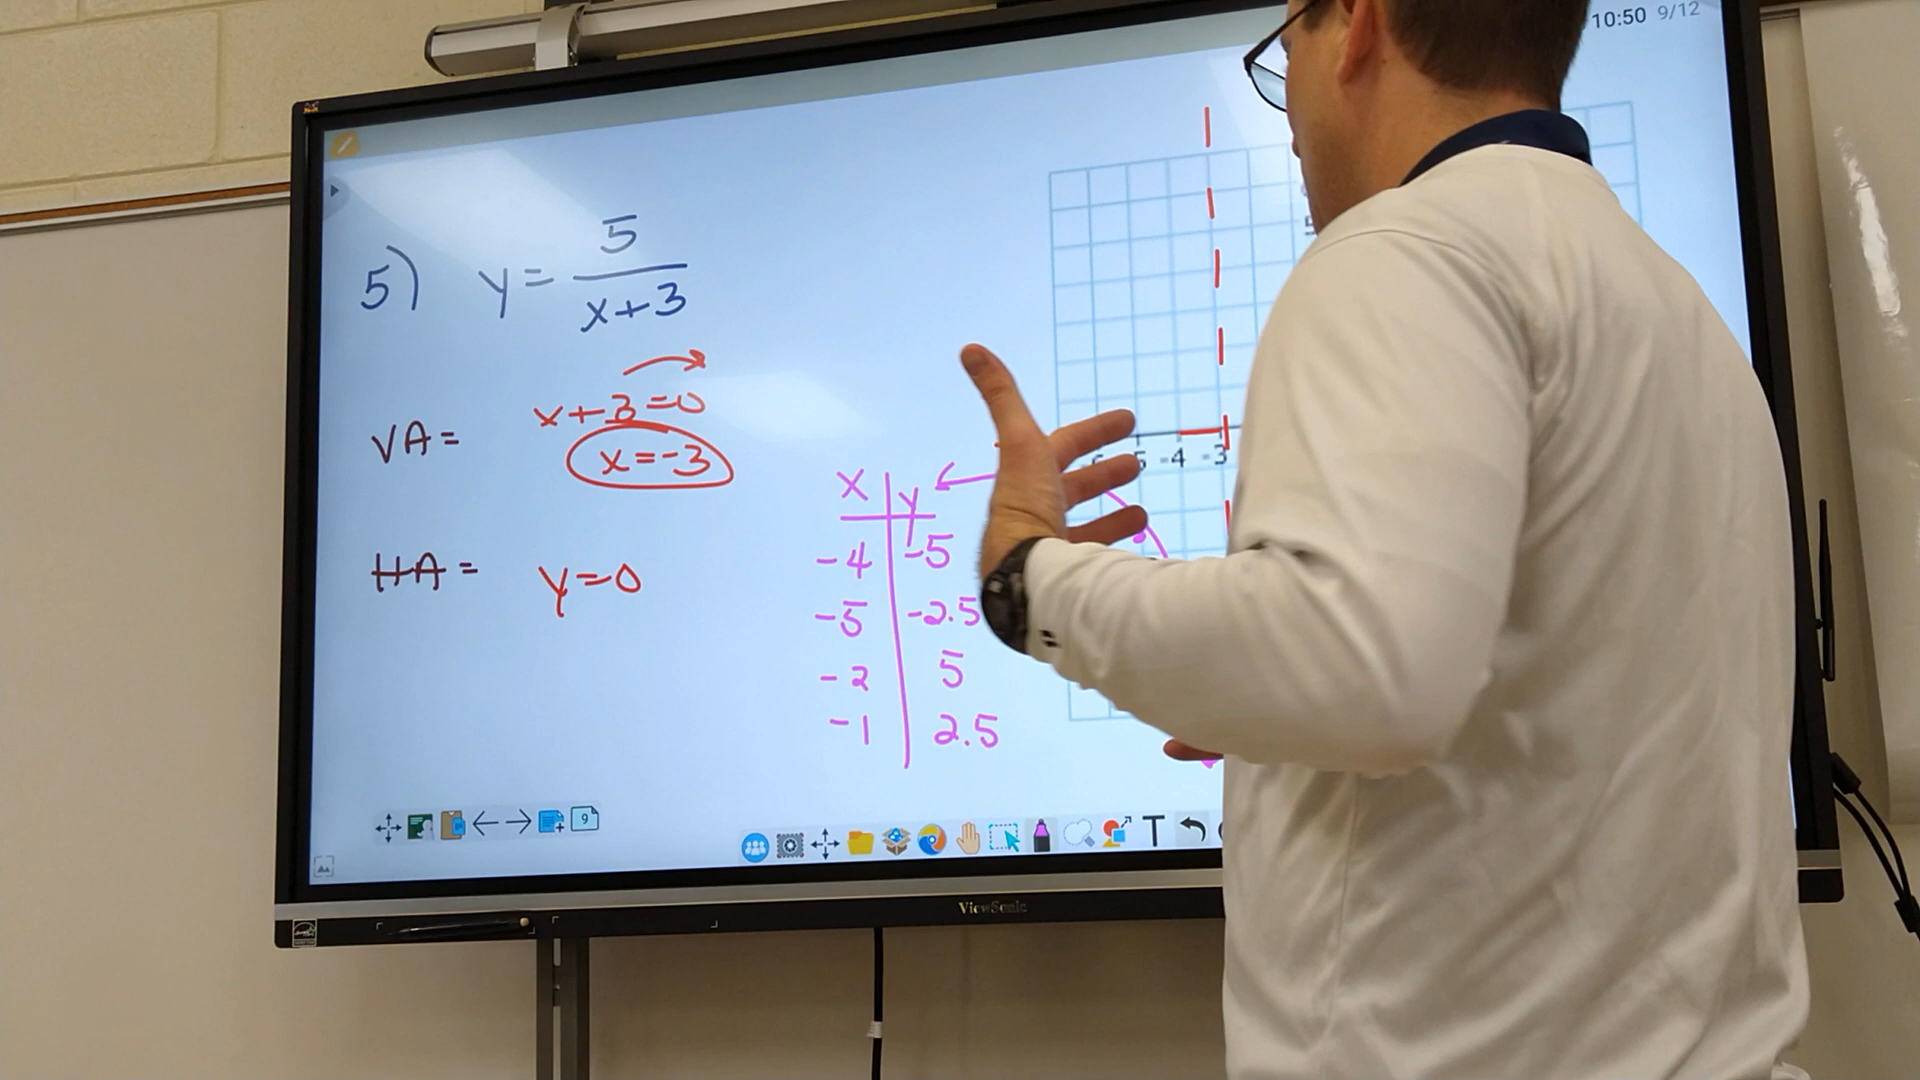 10:50 9/12
5) y = 5/(x+3)
VA = x+3=0
x=-3
HA = y=0
x y
-4 -5
-5 -2.5
-2 5
-1 2.5
5
-4 -3
9
T
ViewSonic